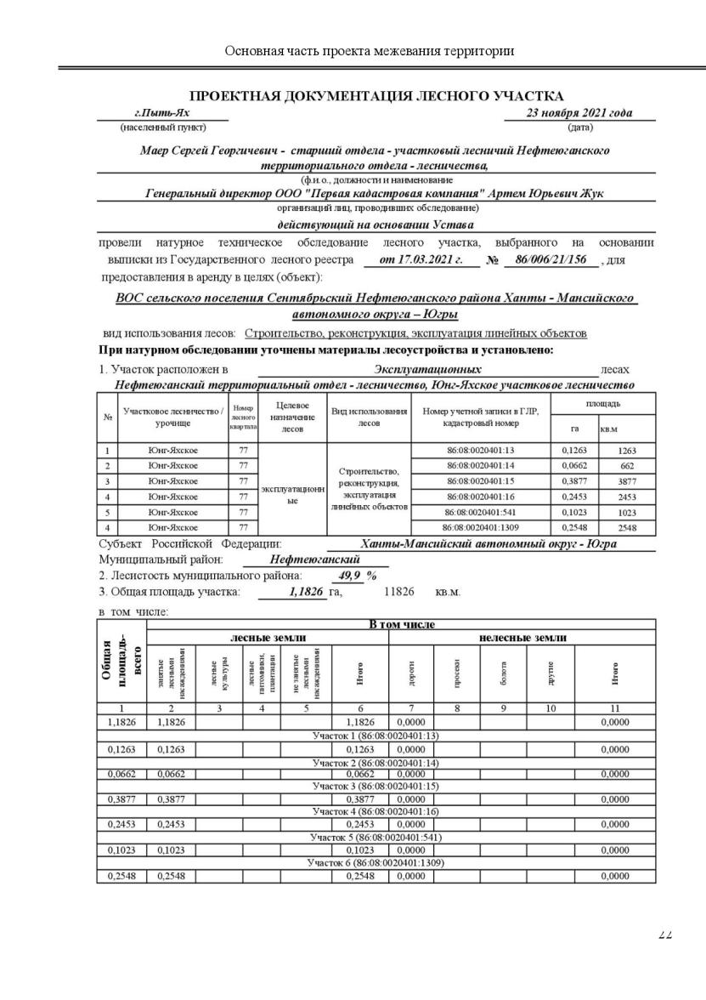 Основная часть проекта межевания территории
ПРОЕКТНАЯ ДОКУМЕНТАЦИЯ ЛЕСНОГО УЧАСТКА
г.Пыть-Ях 23 ноября 2021 года
(населенный пункт) (дата)
Маер Сергей Георгичевич - старший отдела - участковый лесничий Нефтеюганского
территориального отдела - лесничества,
(ф.и.о., должности и наименование
Генеральный директор ООО "Первая кадастровая компания" Артем Юрьевич Жук
организаций лиц, проводивших обследование)
действующий на основании Устава
провели натурное техническое обследование лесного участка, выбранного на основании
выписки из Государственного лесного реестра от 17.03.2021 г. № 86/006/21/156 , для
предоставления в аренду в целях (объект):
ВОС сельского поселения Сентябрьский Нефтеюганского района Ханты - Мансийского
автономного округа – Югры
вид использования лесов: Строительство, реконструкция, эксплуатация линейных объектов
При натурном обследовании уточнены материалы лесоустройства и установлено:
1. Участок расположен в Эксплуатационных лесах
Нефтеюганский территориальный отдел - лесничество, Юнг-Яхское участковое лесничество
№ Участковое лесничество / урочище Номер лесного квартала Целевое назначение лесов Вид использования лесов Номер учетной записи в ГЛР, кадастровый номер площадь
га кв.м
1 Юнг-Яхское 77 эксплуатационн ые Строительство, реконструкция, эксплуатация линейных объектов 86:08:0020401:13 0,1263 1263
2 Юнг-Яхское 77 86:08:0020401:14 0,0662 662
3 Юнг-Яхское 77 86:08:0020401:15 0,3877 3877
4 Юнг-Яхское 77 86:08:0020401:16 0,2453 2453
5 Юнг-Яхское 77 86:08:0020401:541 0,1023 1023
4 Юнг-Яхское 77 86:08:0020401:1309 0,2548 2548
Субъект Российской Федерации: Ханты-Мансийский автономный округ - Югра
Муниципальный район: Нефтеюганский
2. Лесистость муниципального района: 49,9 %
3. Общая площадь участка: 1,1826 га, 11826 кв.м.
в том числе:
Общая площадь- всего В том числе
лесные земли нелесные земли
занятые лесными насаждениями лесные культуры лесные питомники, плантации не занятые лесными насаждениями Итого дороги просеки болота другие Итого
1 2 3 4 5 6 7 8 9 10 11
1,1826 1,1826 1,1826 0,0000 0,0000
Участок 1 (86:08:0020401:13)
0,1263 0,1263 0,1263 0,0000 0,0000
Участок 2 (86:08:0020401:14)
0,0662 0,0662 0,0662 0,0000 0,0000
Участок 3 (86:08:0020401:15)
0,3877 0,3877 0,3877 0,0000 0,0000
Участок 4 (86:08:0020401:16)
0,2453 0,2453 0,2453 0,0000 0,0000
Участок 5 (86:08:0020401:541)
0,1023 0,1023 0,1023 0,0000 0,0000
Участок 6 (86:08:0020401:1309)
0,2548 0,2548 0,2548 0,0000 0,0000
22